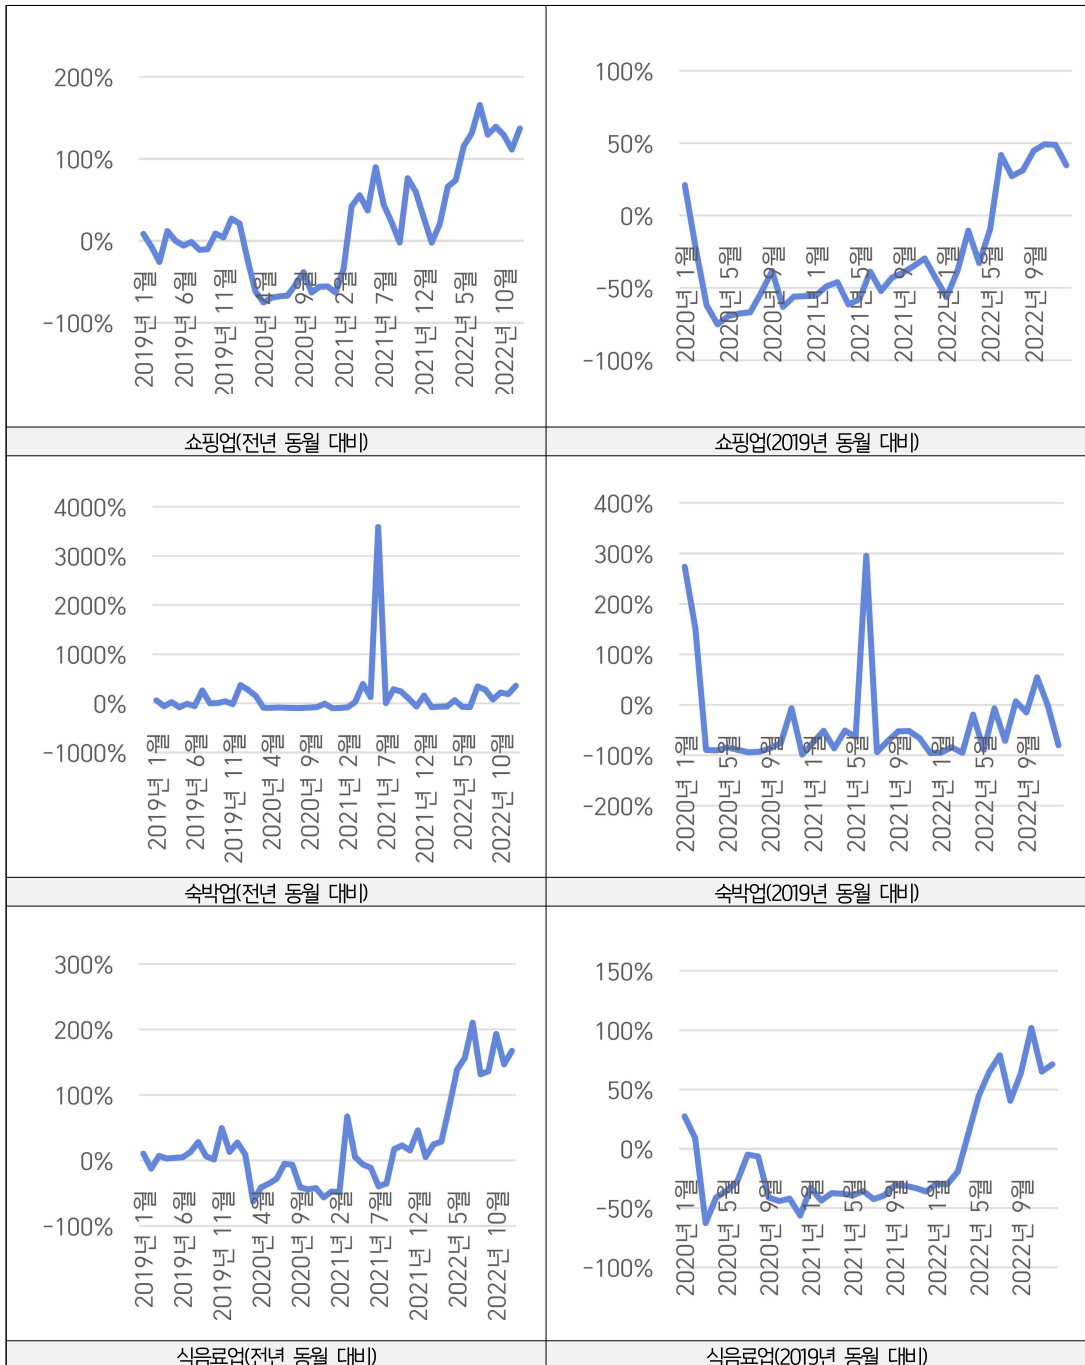 200%
100%
0%
-100%
2019년 1월
2019년 6월
2019년 11월
2020년 4월
2020년 9월
2021년 2월
2021년 7월
2021년 12월
2022년 5월
2022년 10월
100%
50%
0%
-50%
-100%
2020년 1월
2020년 5월
2020년 9월
2021년 1월
2021년 5월
2021년 9월
2022년 1월
2022년 5월
2022년 9월
쇼핑업(전년 동월 대비)
쇼핑업(2019년 동월 대비)
4000%
3000%
2000%
1000%
0%
-1000%
2019년 1월
2019년 6월
2019년 11월
2020년 4월
2020년 9월
2021년 2월
2021년 7월
2021년 12월
2022년 5월
2022년 10월
400%
300%
200%
100%
0%
-100%
-200%
2020년 1월
2020년 5월
2020년 9월
2021년 1월
2021년 5월
2021년 9월
2022년 1월
2022년 5월
2022년 9월
숙박업(전년 동월 대비)
숙박업(2019년 동월 대비)
300%
200%
100%
0%
-100%
2019년 1월
2019년 6월
2019년 11월
2020년 4월
2020년 9월
2021년 2월
2021년 7월
2021년 12월
2022년 5월
2022년 10월
150%
100%
50%
0%
-50%
-100%
2020년 1월
2020년 5월
2020년 9월
2021년 1월
2021년 5월
2021년 9월
2022년 1월
2022년 5월
2022년 9월
식음료업(전년 동월 대비)
식음료업(2019년 동월 대비)